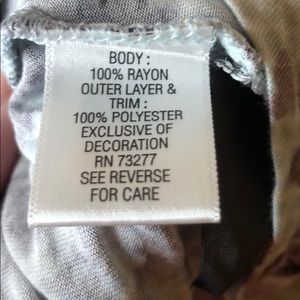 BODY :
100% RAYON
OUTER LAYER &
TRIM :
100% POLYESTER
EXCLUSIVE OF
DECORATION
RN 73277
SEE REVERSE
FOR CARE